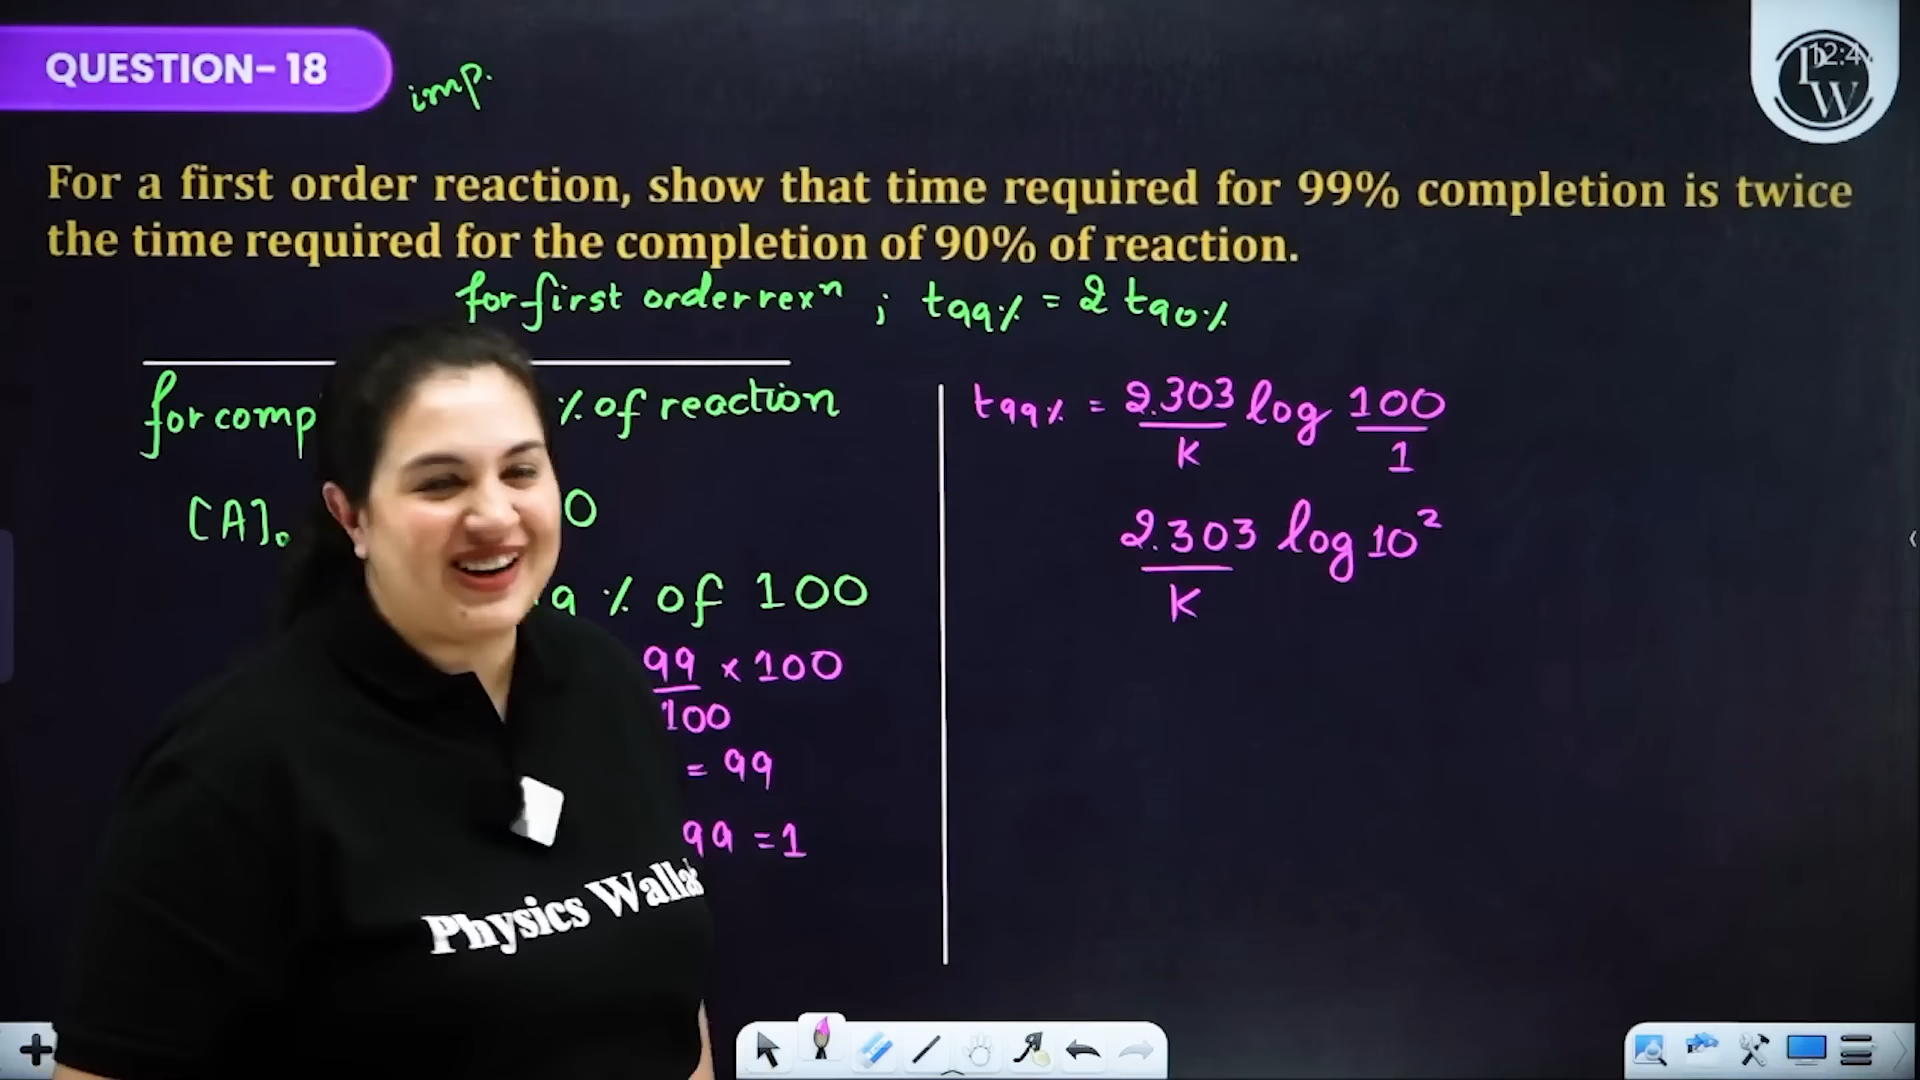 QUESTION- 18
imp.
12:4
PW
For a first order reaction, show that time required for 99% completion is twice
the time required for the completion of 90% of reaction.
for first order rexⁿ ; t99% = 2 t90%
for comp % of reaction
[A]₀ 0
9 % of 100
99/100 × 100
= 99
99 = 1
t99% = 2.303/K log 100/1
2.303/K log 10²
Physics Walla